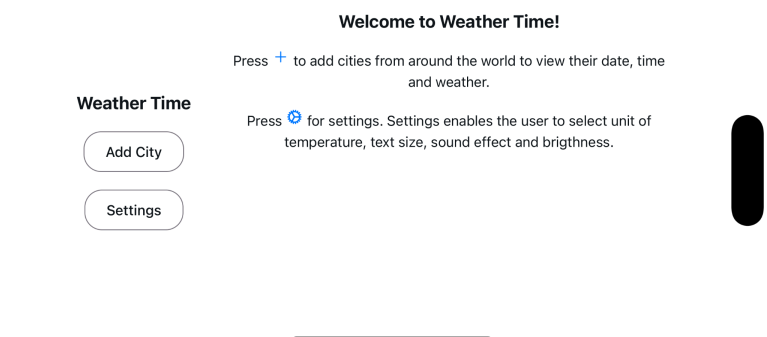 Welcome to Weather Time!
Press + to add cities from around the world to view their date, time
and weather.
Weather Time
Press for settings. Settings enables the user to select unit of
temperature, text size, sound effect and brigthness.
Add City
Settings